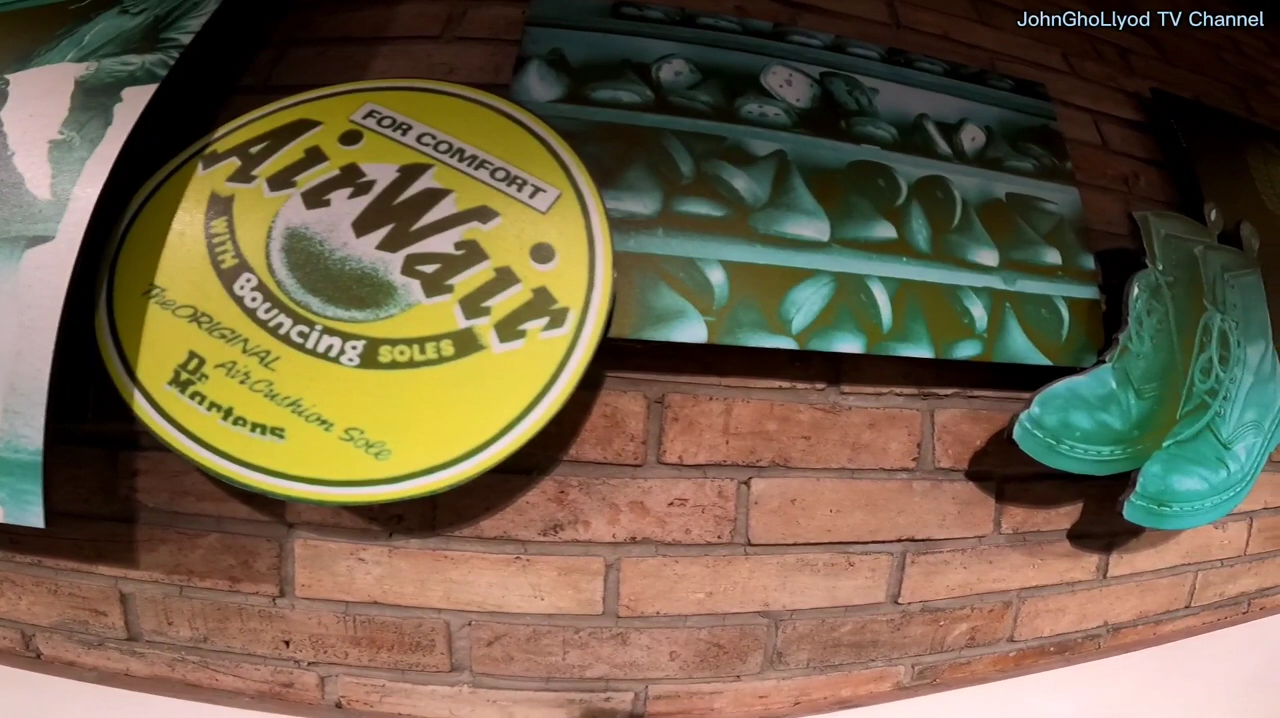 JohnGhoLlyod TV Channel
FOR COMFORT
AirWair
WITH Bouncing SOLES
The ORIGINAL
Air Cushion Sole
Dr.
Martens